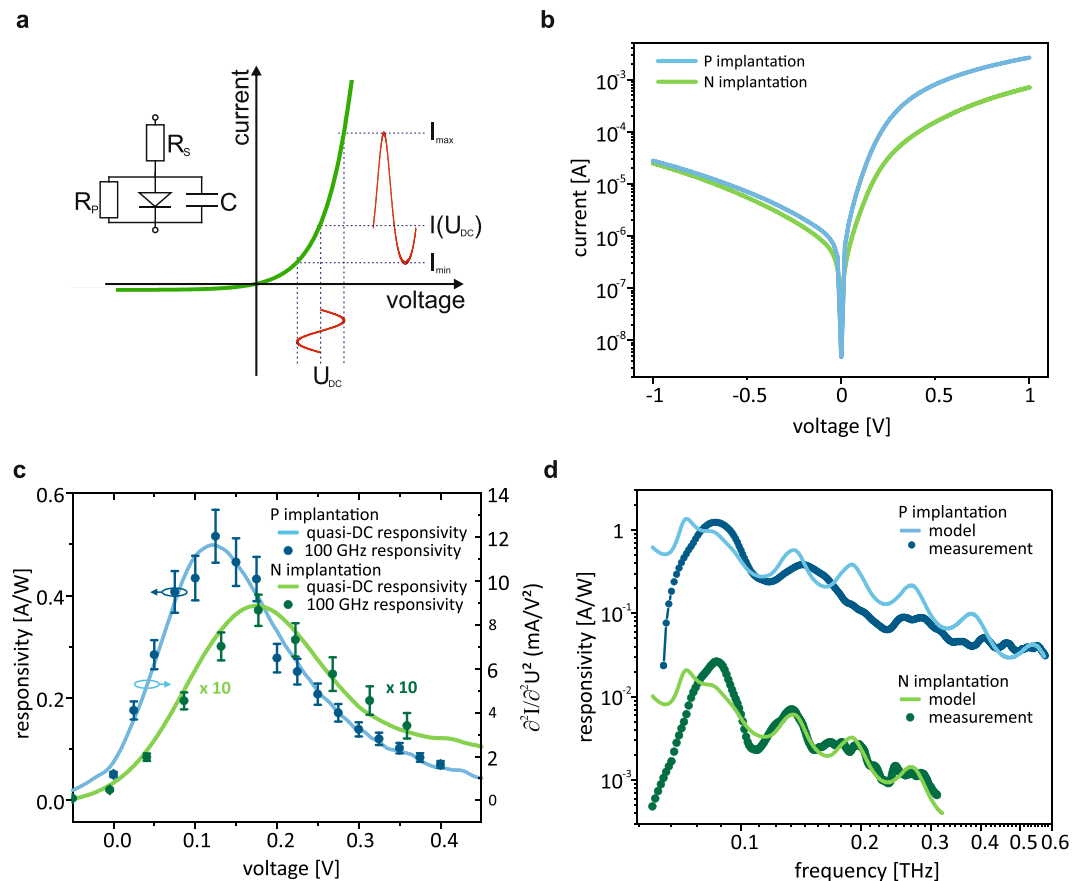 a
current
R_S
R_P
C
I_max
I(U_DC)
I_min
voltage
U_DC
b
P implantation
N implantation
current [A]
10⁻³
10⁻⁴
10⁻⁵
10⁻⁶
10⁻⁷
10⁻⁸
-1
-0.5
0
0.5
1
voltage [V]
c
responsivity [A/W]
0.6
0.4
0.2
0.0
P implantation
quasi-DC responsivity
100 GHz responsivity
N implantation
quasi-DC responsivity
100 GHz responsivity
x 10
x 10
14
12
10
8
6
4
2
0
∂²I/∂²U² (mA/V²)
0.0
0.1
0.2
0.3
0.4
voltage [V]
d
responsivity [A/W]
1
10⁻¹
10⁻²
10⁻³
P implantation
model
measurement
N implantation
model
measurement
0.1
0.2
0.3
0.4
0.5
0.6
frequency [THz]